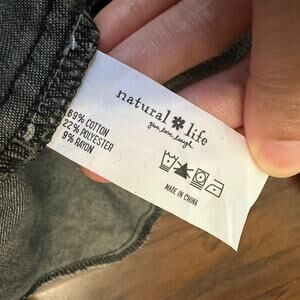 natural life
give, love, laugh
69% COTTON
22% POLYESTER
9% RAYON
MADE IN CHINA